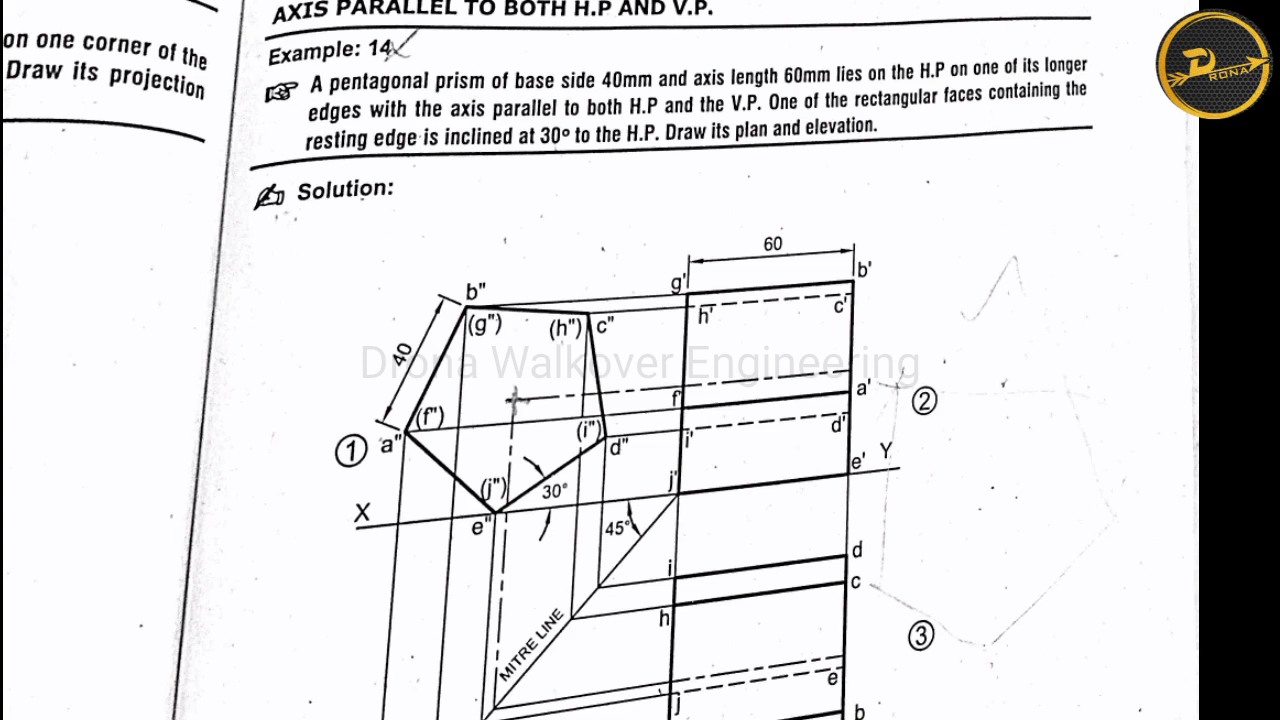 on one corner of the
Draw its projection
AXIS PARALLEL TO BOTH H.P AND V.P.
Example: 14
A pentagonal prism of base side 40mm and axis length 60mm lies on the H.P on one of its longer
edges with the axis parallel to both H.P and the V.P. One of the rectangular faces containing the
resting edge is inclined at 30° to the H.P. Draw its plan and elevation.
Solution:
60
b"
g'
b'
(g")
(h")
c"
h'
c'
40
Drona Walkover Engineering
(f")
f'
a'
2
1
a"
(i")
d"
i'
d'
(j")
30°
j'
e'
Y
X
e"
45°
d
i
c
h
MITRE LINE
3
e
j
b
DRONA